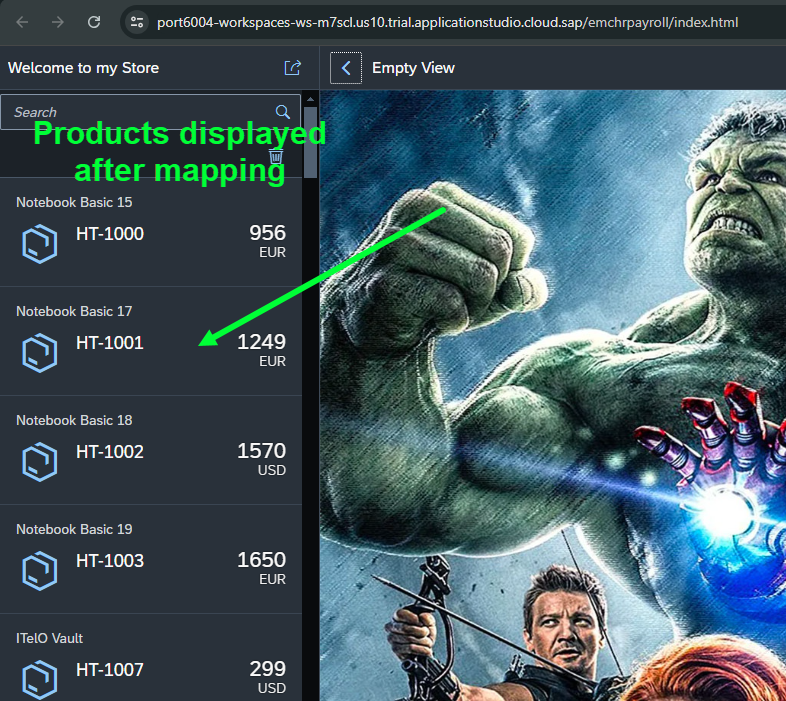 port6004-workspaces-ws-m7scl.us10.trial.applicationstudio.cloud.sap/emchrpayroll/index.html
Welcome to my Store
Empty View
Search
Products displayed
after mapping
Notebook Basic 15
HT-1000
956
EUR
Notebook Basic 17
HT-1001
1249
EUR
Notebook Basic 18
HT-1002
1570
USD
Notebook Basic 19
HT-1003
1650
EUR
ITelO Vault
HT-1007
299
USD